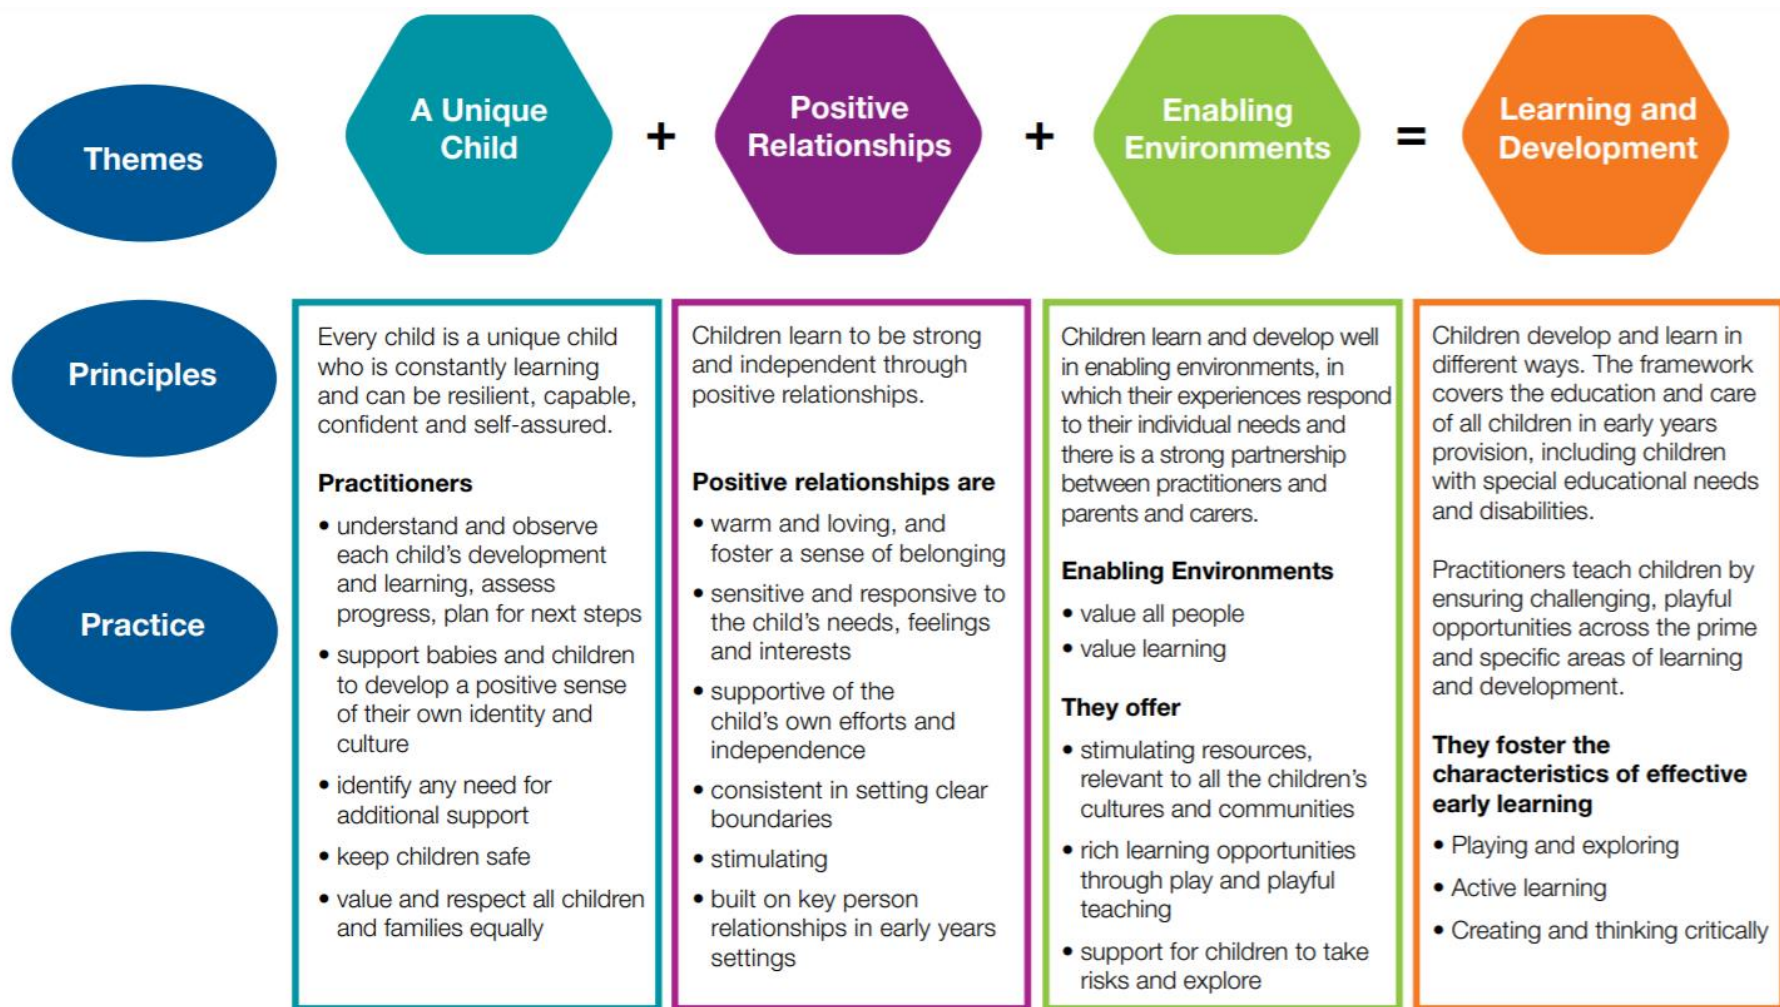 Themes
A Unique
Child
+
Positive
Relationships
+
Enabling
Environments
=
Learning and
Development
Principles
Practice
Every child is a unique child
who is constantly learning
and can be resilient, capable,
confident and self-assured.
Practitioners
• understand and observe
each child’s development
and learning, assess
progress, plan for next steps
• support babies and children
to develop a positive sense
of their own identity and
culture
• identify any need for
additional support
• keep children safe
• value and respect all children
and families equally
Children learn to be strong
and independent through
positive relationships.
Positive relationships are
• warm and loving, and
foster a sense of belonging
• sensitive and responsive to
the child’s needs, feelings
and interests
• supportive of the
child’s own efforts and
independence
• consistent in setting clear
boundaries
• stimulating
• built on key person
relationships in early years
settings
Children learn and develop well
in enabling environments, in
which their experiences respond
to their individual needs and
there is a strong partnership
between practitioners and
parents and carers.
Enabling Environments
• value all people
• value learning
They offer
• stimulating resources,
relevant to all the children’s
cultures and communities
• rich learning opportunities
through play and playful
teaching
• support for children to take
risks and explore
Children develop and learn in
different ways. The framework
covers the education and care
of all children in early years
provision, including children
with special educational needs
and disabilities.
Practitioners teach children by
ensuring challenging, playful
opportunities across the prime
and specific areas of learning
and development.
They foster the
characteristics of effective
early learning
• Playing and exploring
• Active learning
• Creating and thinking critically